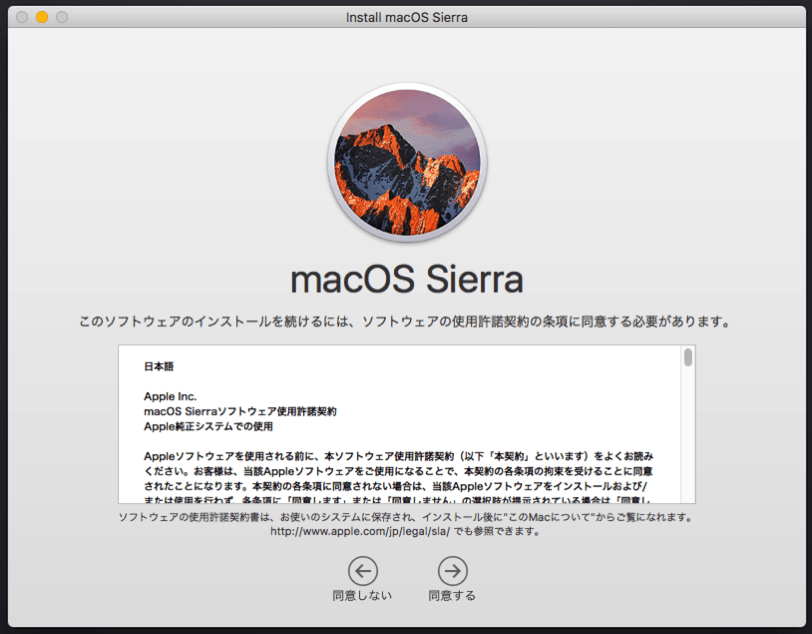 Install macOS Sierra
macOS Sierra
このソフトウェアのインストールを続けるには、ソフトウェアの使用許諾契約の条項に同意する必要があります。
日本語
Apple Inc.
macOS Sierraソフトウェア使用許諾契約
Apple純正システムでの使用
Appleソフトウェアを使用される前に、本ソフトウェア使用許諾契約（以下「本契約」といいます）をよくお読み
ください。お客様は、当該Appleソフトウェアをご使用になることで、本契約の各条項の拘束を受けることに同意
されたことになります。本契約の各条項に同意されない場合は、当該Appleソフトウェアをインストールおよび/
または使用を行わず、各条項に「同意します」または「同意しません」の選択肢が提示されている場合は「同意し
ソフトウェアの使用許諾契約書は、お使いのシステムに保存され、インストール後に"このMacについて"からご覧になれます。
http://www.apple.com/jp/legal/sla/ でも参照できます。
同意しない
同意する